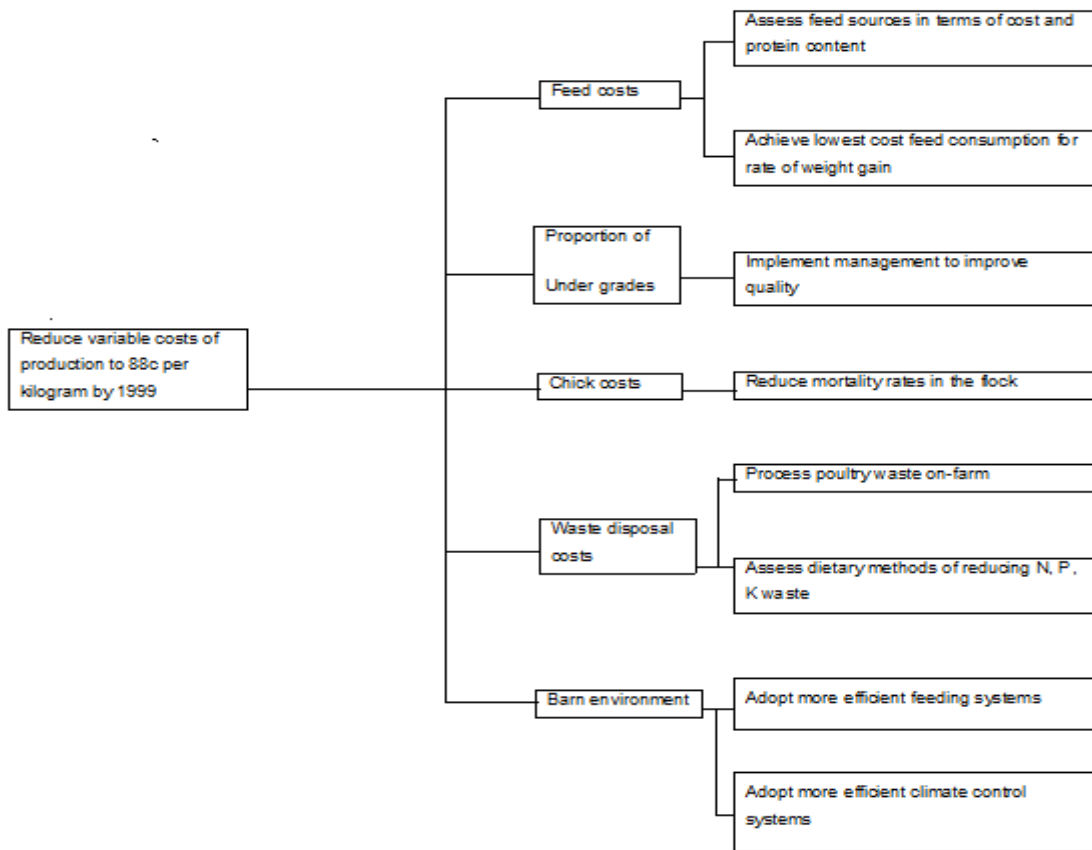 Assess feed sources in terms of cost and
protein content
Feed costs
Achieve lowest cost feed consumption for
rate of weight gain
Proportion of
Under grades
Implement management to improve
quality
Reduce variable costs of
production to 88c per
kilogram by 1999
Chick costs
Reduce mortality rates in the flock
Process poultry waste on-farm
Waste disposal
costs
Assess dietary methods of reducing N, P,
K waste
Barn environment
Adopt more efficient feeding systems
Adopt more efficient climate control
systems